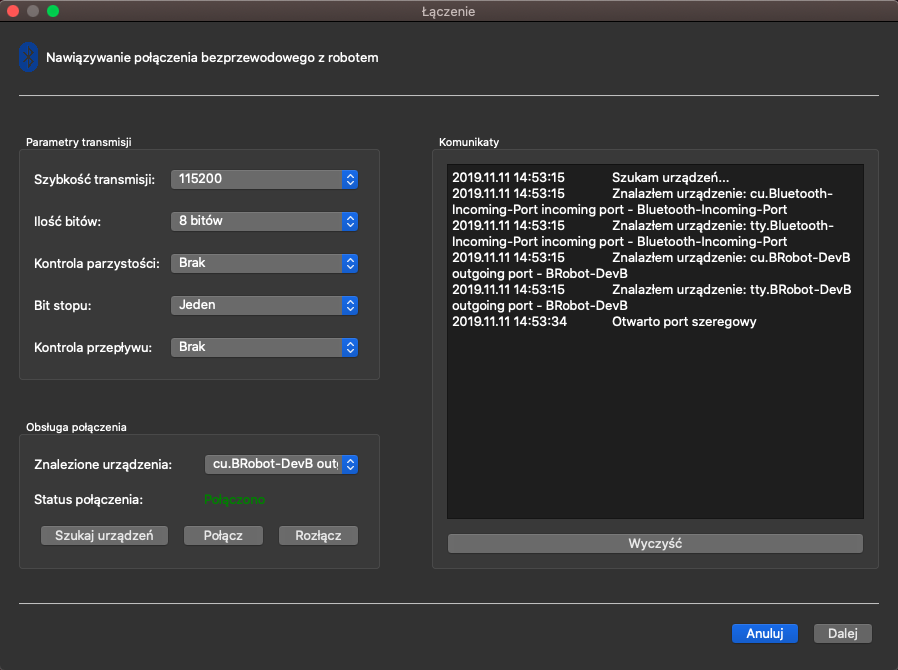 Łączenie
Nawiązywanie połączenia bezprzewodowego z robotem
Parametry transmisji
Szybkość transmisji: 115200
Ilość bitów: 8 bitów
Kontrola parzystości: Brak
Bit stopu: Jeden
Kontrola przepływu: Brak
Obsługa połączenia
Znalezione urządzenia: cu.BRobot-DevB out
Status połączenia: Połączono
Szukaj urządzeń Połącz Rozłącz
Komunikaty
2019.11.11 14:53:15 Szukam urządzeń...
2019.11.11 14:53:15 Znalazłem urządzenie: cu.Bluetooth-
Incoming-Port incoming port - Bluetooth-Incoming-Port
2019.11.11 14:53:15 Znalazłem urządzenie: tty.Bluetooth-
Incoming-Port incoming port - Bluetooth-Incoming-Port
2019.11.11 14:53:15 Znalazłem urządzenie: cu.BRobot-DevB
outgoing port - BRobot-DevB
2019.11.11 14:53:15 Znalazłem urządzenie: tty.BRobot-DevB
outgoing port - BRobot-DevB
2019.11.11 14:53:34 Otwarto port szeregowy
Wyczyść
Anuluj Dalej